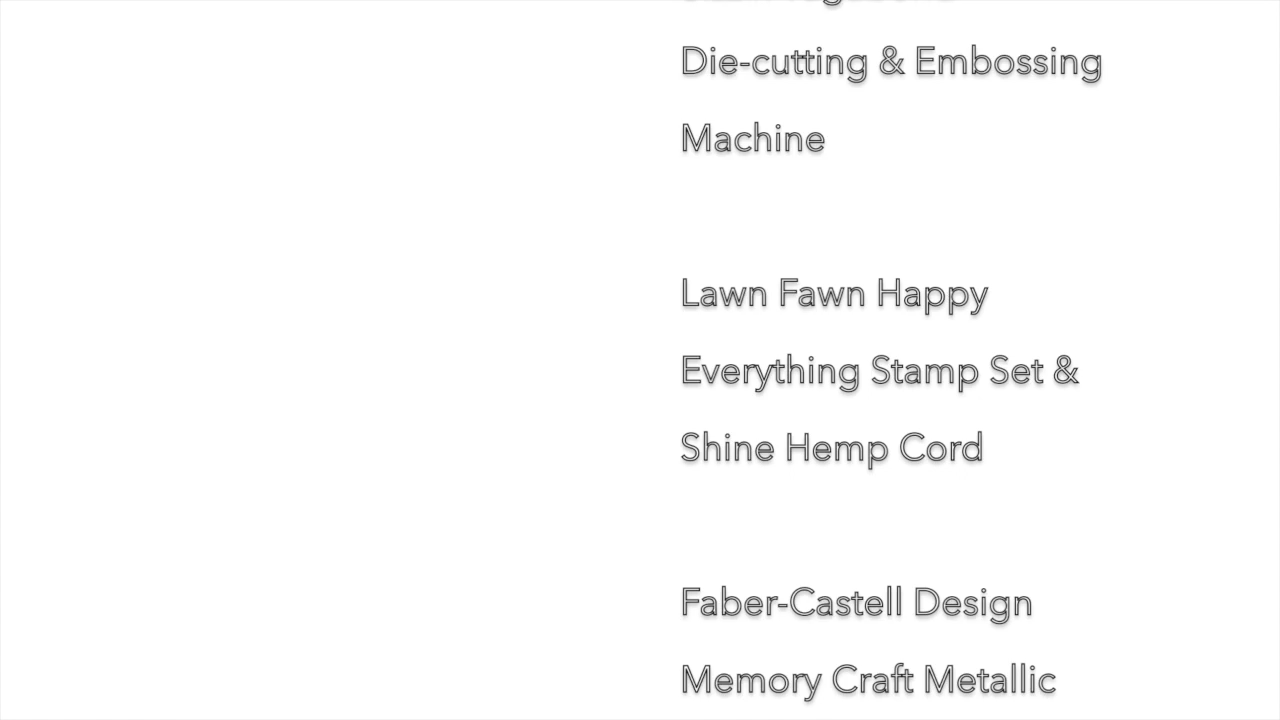 Die-cutting & Embossing
Machine
Lawn Fawn Happy
Everything Stamp Set &
Shine Hemp Cord
Faber-Castell Design
Memory Craft Metallic